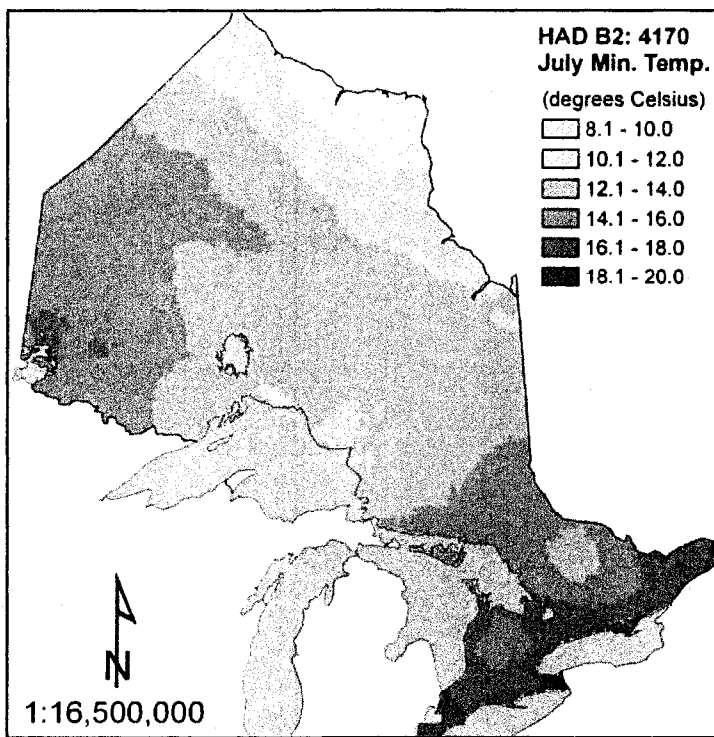 HAD B2: 4170
July Min. Temp.
(degrees Celsius)
8.1 - 10.0
10.1 - 12.0
12.1 - 14.0
14.1 - 16.0
16.1 - 18.0
18.1 - 20.0
N
1:16,500,000